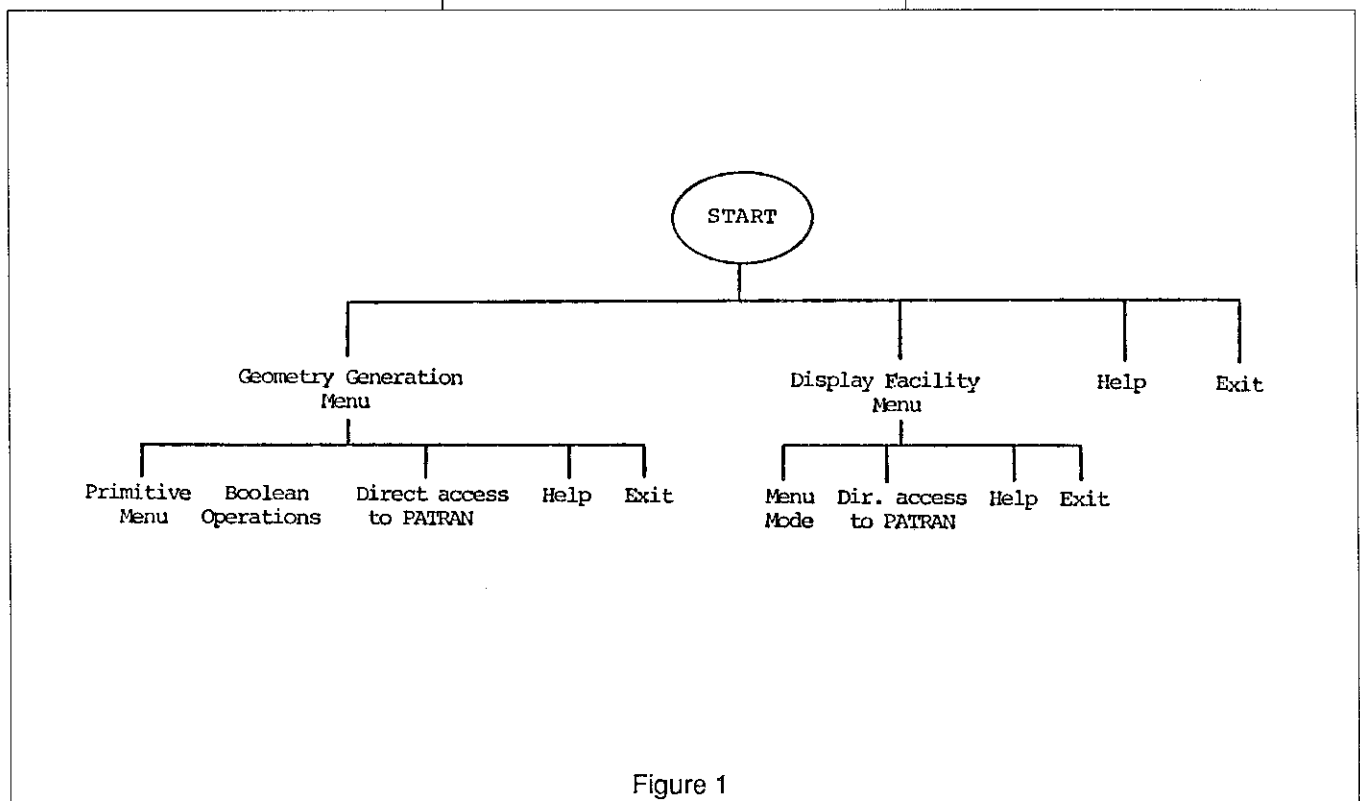 START
Geometry Generation
Menu
Display Facility
Menu
Help
Exit
Primitive
Menu
Boolean
Operations
Direct access
to PATRAN
Help
Exit
Menu
Mode
Dir. access
to PATRAN
Help
Exit
Figure 1